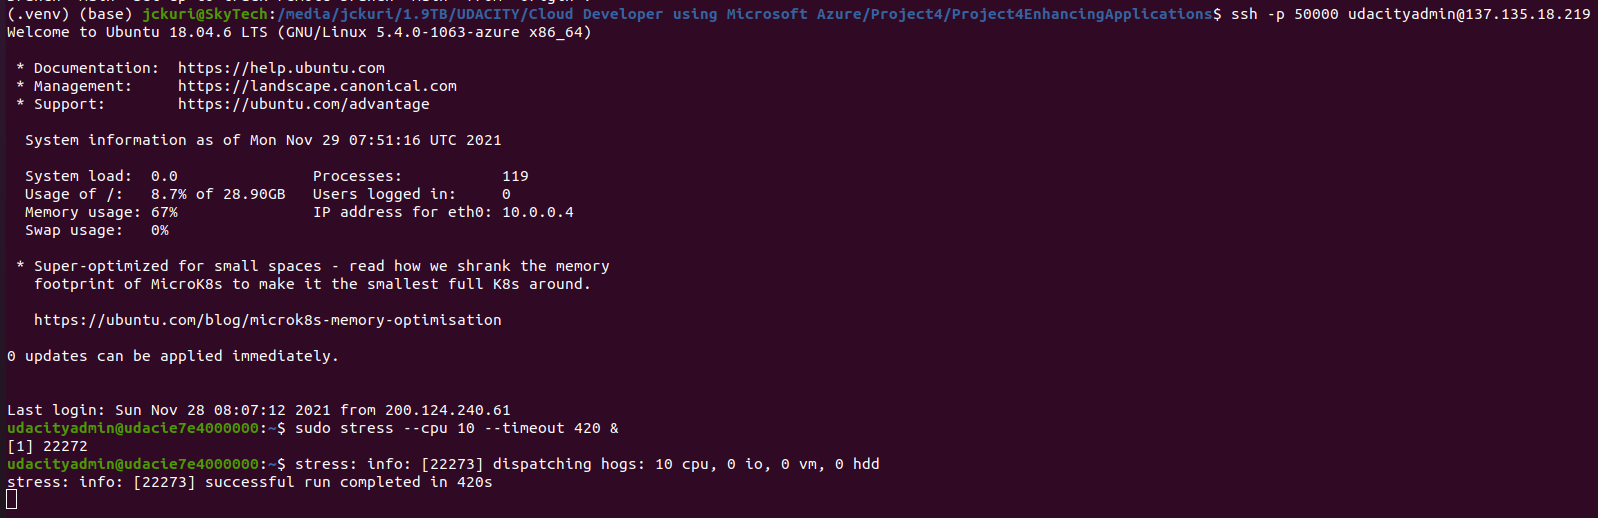 (.venv) (base) jckuri@SkyTech:/media/jckuri/1.9TB/UDACITY/Cloud Developer using Microsoft Azure/Project4/Project4EnhancingApplications$ ssh -p 50000 udacityadmin@137.135.18.219
Welcome to Ubuntu 18.04.6 LTS (GNU/Linux 5.4.0-1063-azure x86_64)
* Documentation:  https://help.ubuntu.com
* Management:     https://landscape.canonical.com
* Support:        https://ubuntu.com/advantage
System information as of Mon Nov 29 07:51:16 UTC 2021
System load:  0.0               Processes:           119
Usage of /:   8.7% of 28.90GB   Users logged in:     0
Memory usage: 67%               IP address for eth0: 10.0.0.4
Swap usage:   0%
* Super-optimized for small spaces - read how we shrank the memory
footprint of MicroK8s to make it the smallest full K8s around.
https://ubuntu.com/blog/microk8s-memory-optimisation
0 updates can be applied immediately.
Last login: Sun Nov 28 08:07:12 2021 from 200.124.240.61
udacityadmin@udacie7e4000000:~$ sudo stress --cpu 10 --timeout 420 &
[1] 22272
udacityadmin@udacie7e4000000:~$ stress: info: [22273] dispatching hogs: 10 cpu, 0 io, 0 vm, 0 hdd
stress: info: [22273] successful run completed in 420s